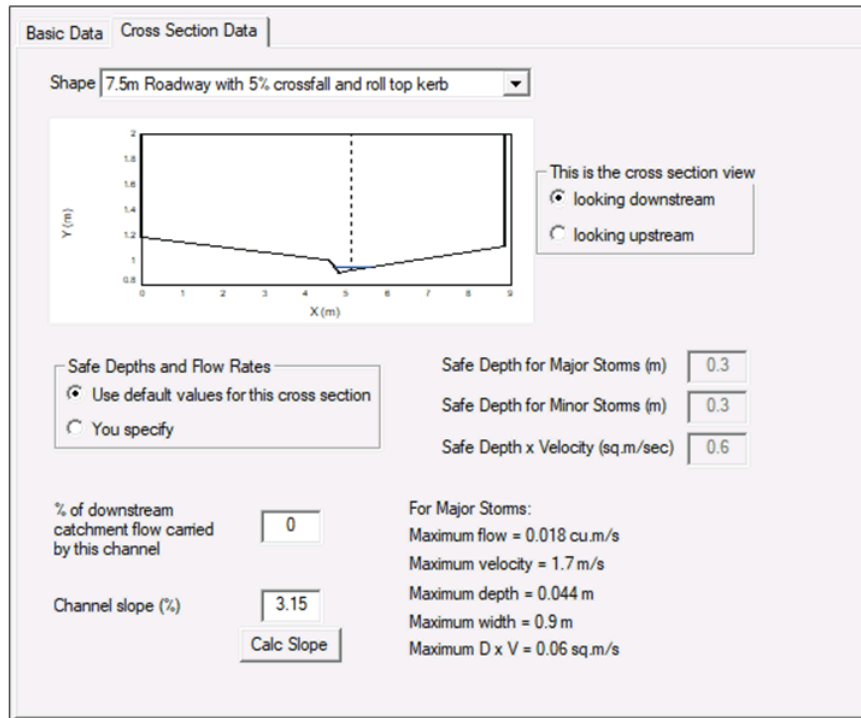 Basic Data
Cross Section Data
Shape
7.5m Roadway with 5% crossfall and roll top kerb
2
1.8
1.6
1.4
1.2
1
0.8
Y (m)
0 1 2 3 4 5 6 7 8 9
X (m)
This is the cross section view
looking downstream
looking upstream
Safe Depths and Flow Rates
Use default values for this cross section
You specify
Safe Depth for Major Storms (m) 0.3
Safe Depth for Minor Storms (m) 0.3
Safe Depth x Velocity (sq.m/sec) 0.6
% of downstream
catchment flow carried
by this channel
0
Channel slope (%) 3.15
Calc Slope
For Major Storms:
Maximum flow = 0.018 cu.m/s
Maximum velocity = 1.7 m/s
Maximum depth = 0.044 m
Maximum width = 0.9 m
Maximum D x V = 0.06 sq.m/s